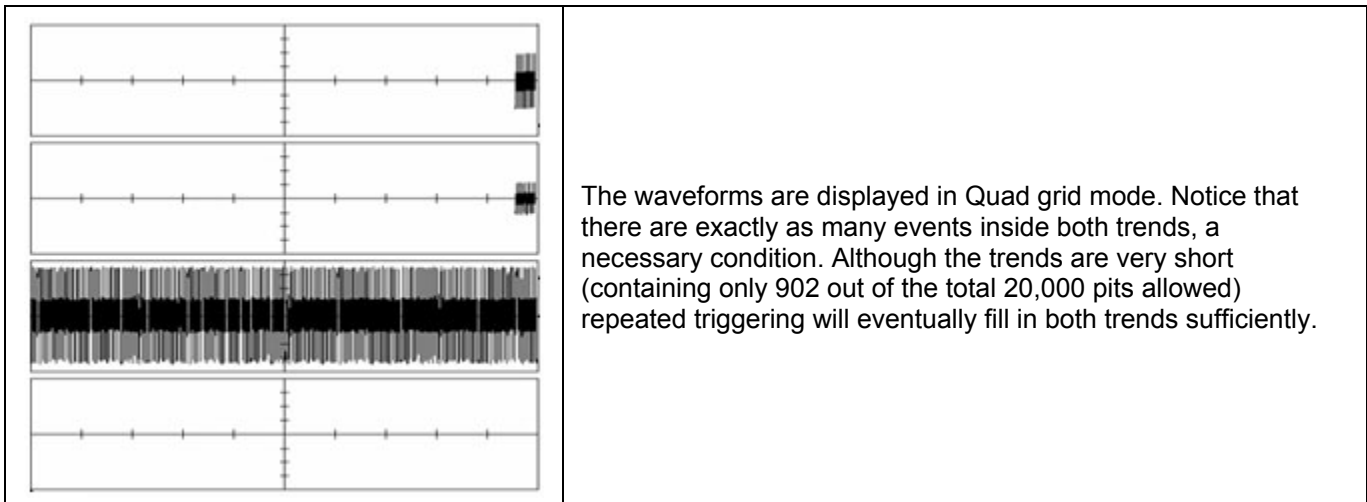 The waveforms are displayed in Quad grid mode. Notice that
there are exactly as many events inside both trends, a
necessary condition. Although the trends are very short
(containing only 902 out of the total 20,000 pits allowed)
repeated triggering will eventually fill in both trends sufficiently.